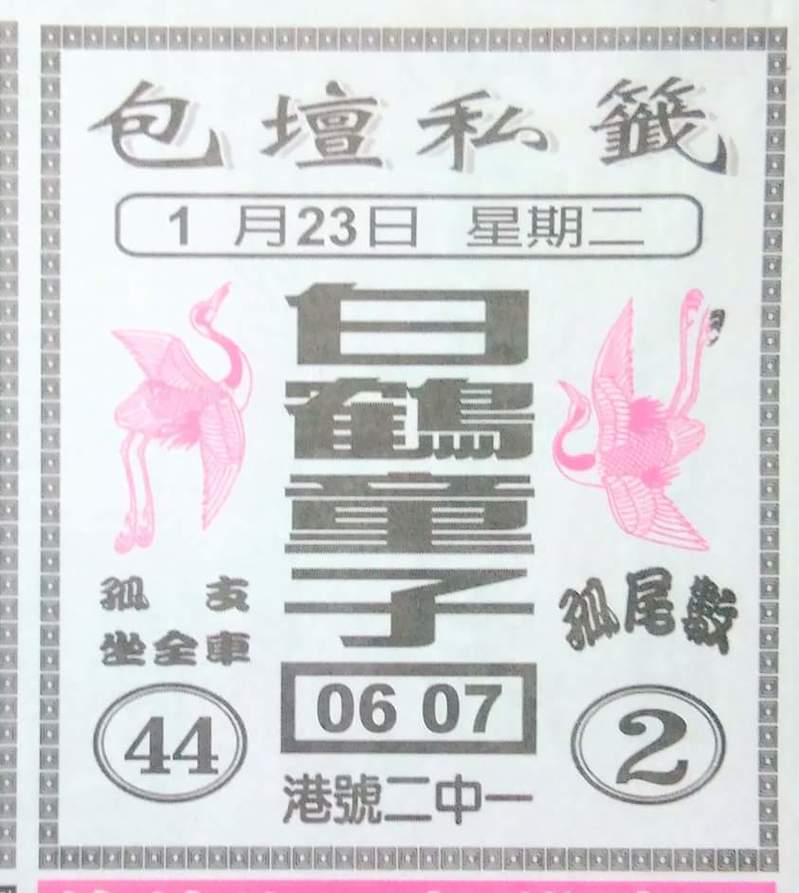 包壇私籤
1 月23日 星期二
白鶴童子
孤 支
坐全車
44
06 07
港號二中一
孤尾數
2